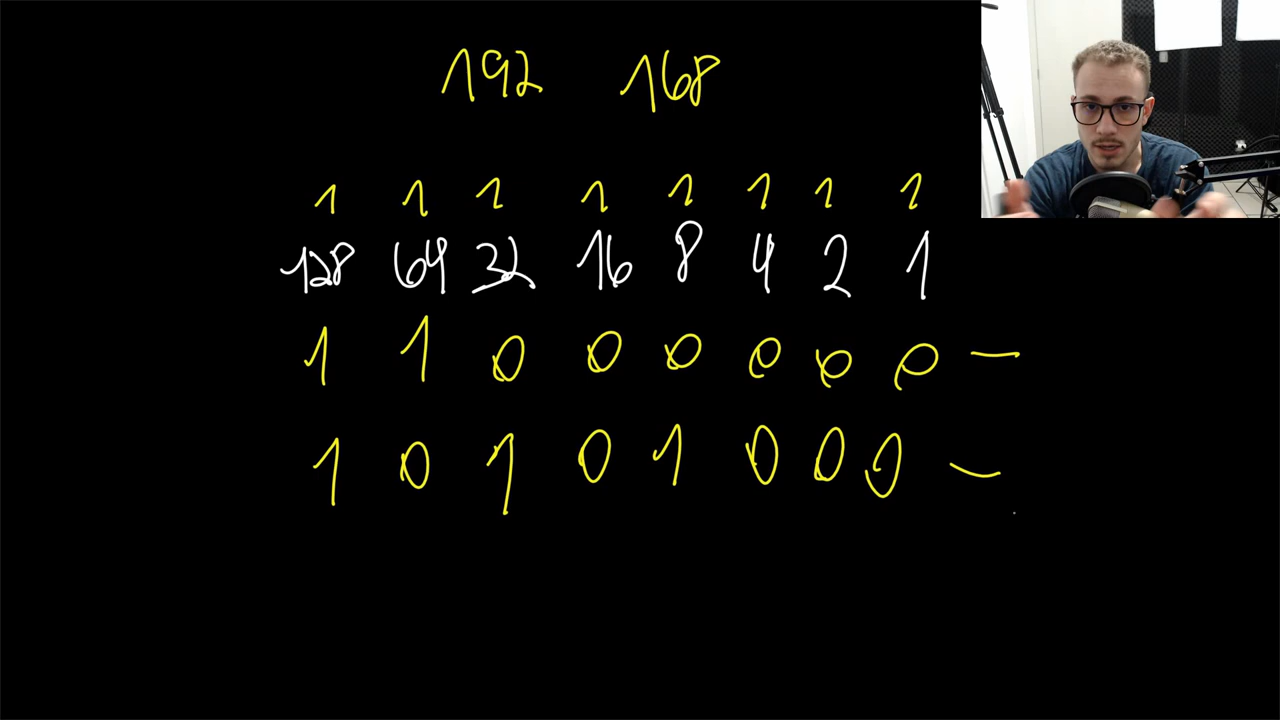 192 168
1 1 1 1 1 1 1 1
128 64 32 16 8 4 2 1
1 1 0 0 0 0 0 0 —
1 0 1 0 1 0 0 0 —